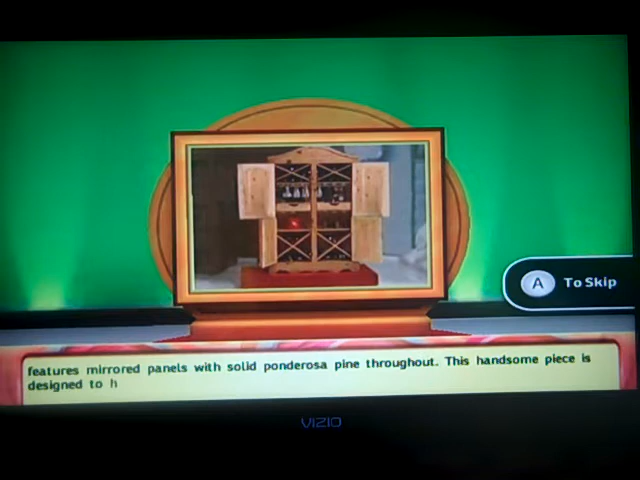 A To Skip
features mirrored panels with solid ponderosa pine throughout. This handsome piece is
designed to h
VIZIO